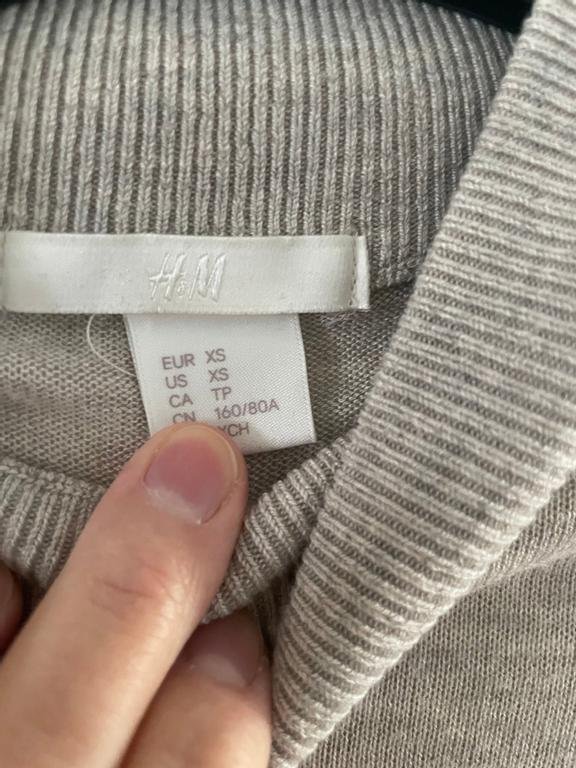 H&M
EUR XS
US XS
CA TP
CN 160/80A